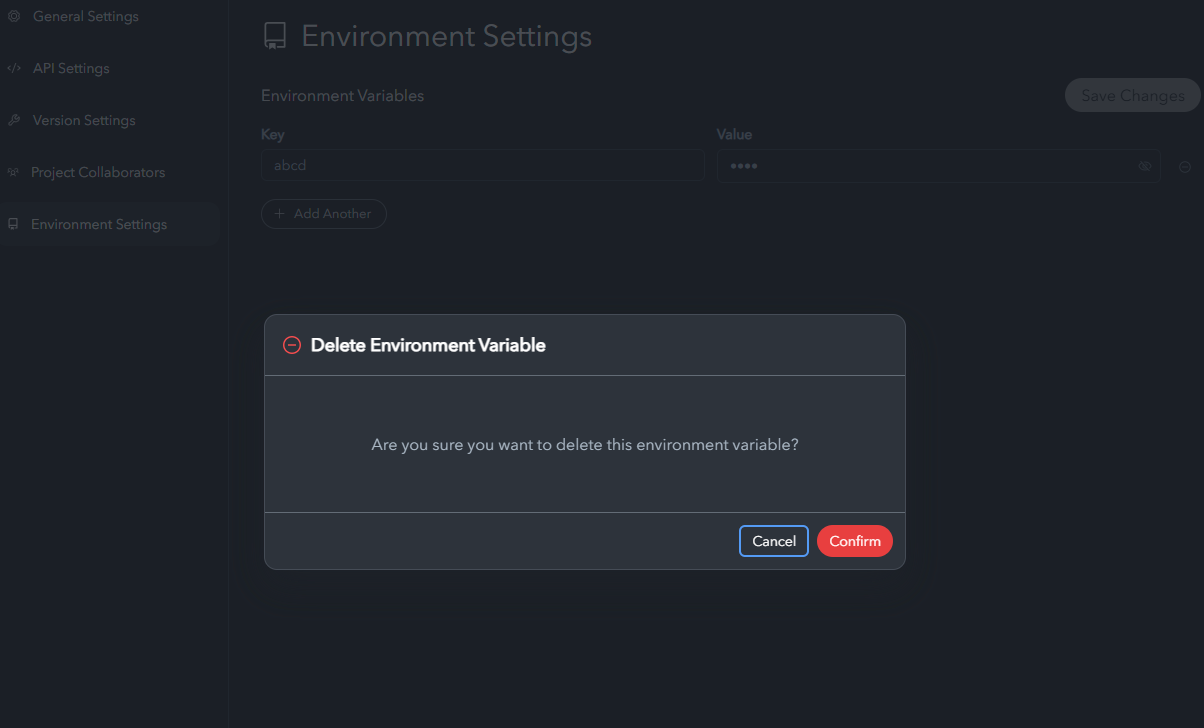 General Settings
API Settings
Version Settings
Project Collaborators
Environment Settings
Environment Settings
Environment Variables
Save Changes
Key
Value
abcd
••••
+ Add Another
Delete Environment Variable
Are you sure you want to delete this environment variable?
Cancel
Confirm